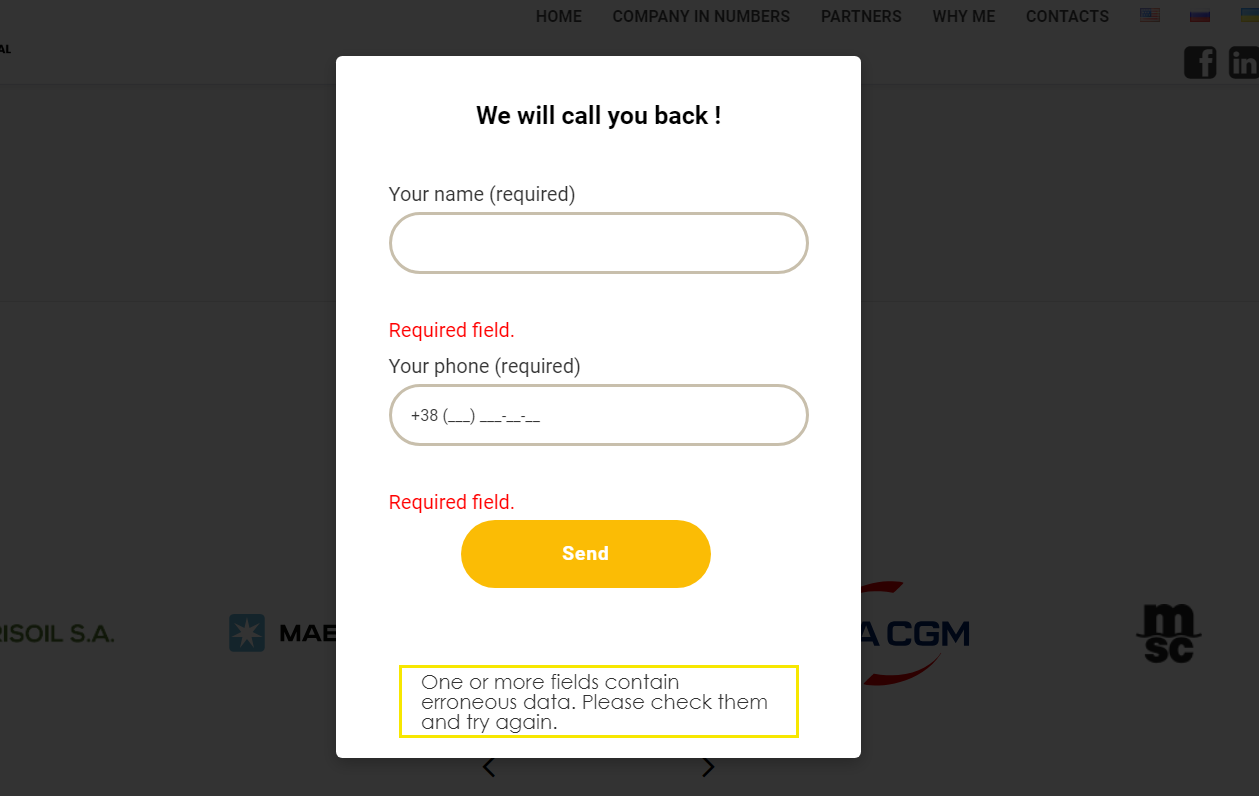 HOME COMPANY IN NUMBERS PARTNERS WHY ME CONTACTS
AL
f in
We will call you back !
Your name (required)
Required field.
Your phone (required)
+38 (___) ___-__-__
Required field.
Send
RISOIL S.A.
MAE
A CGM
m
sc
One or more fields contain
erroneous data. Please check them
and try again.